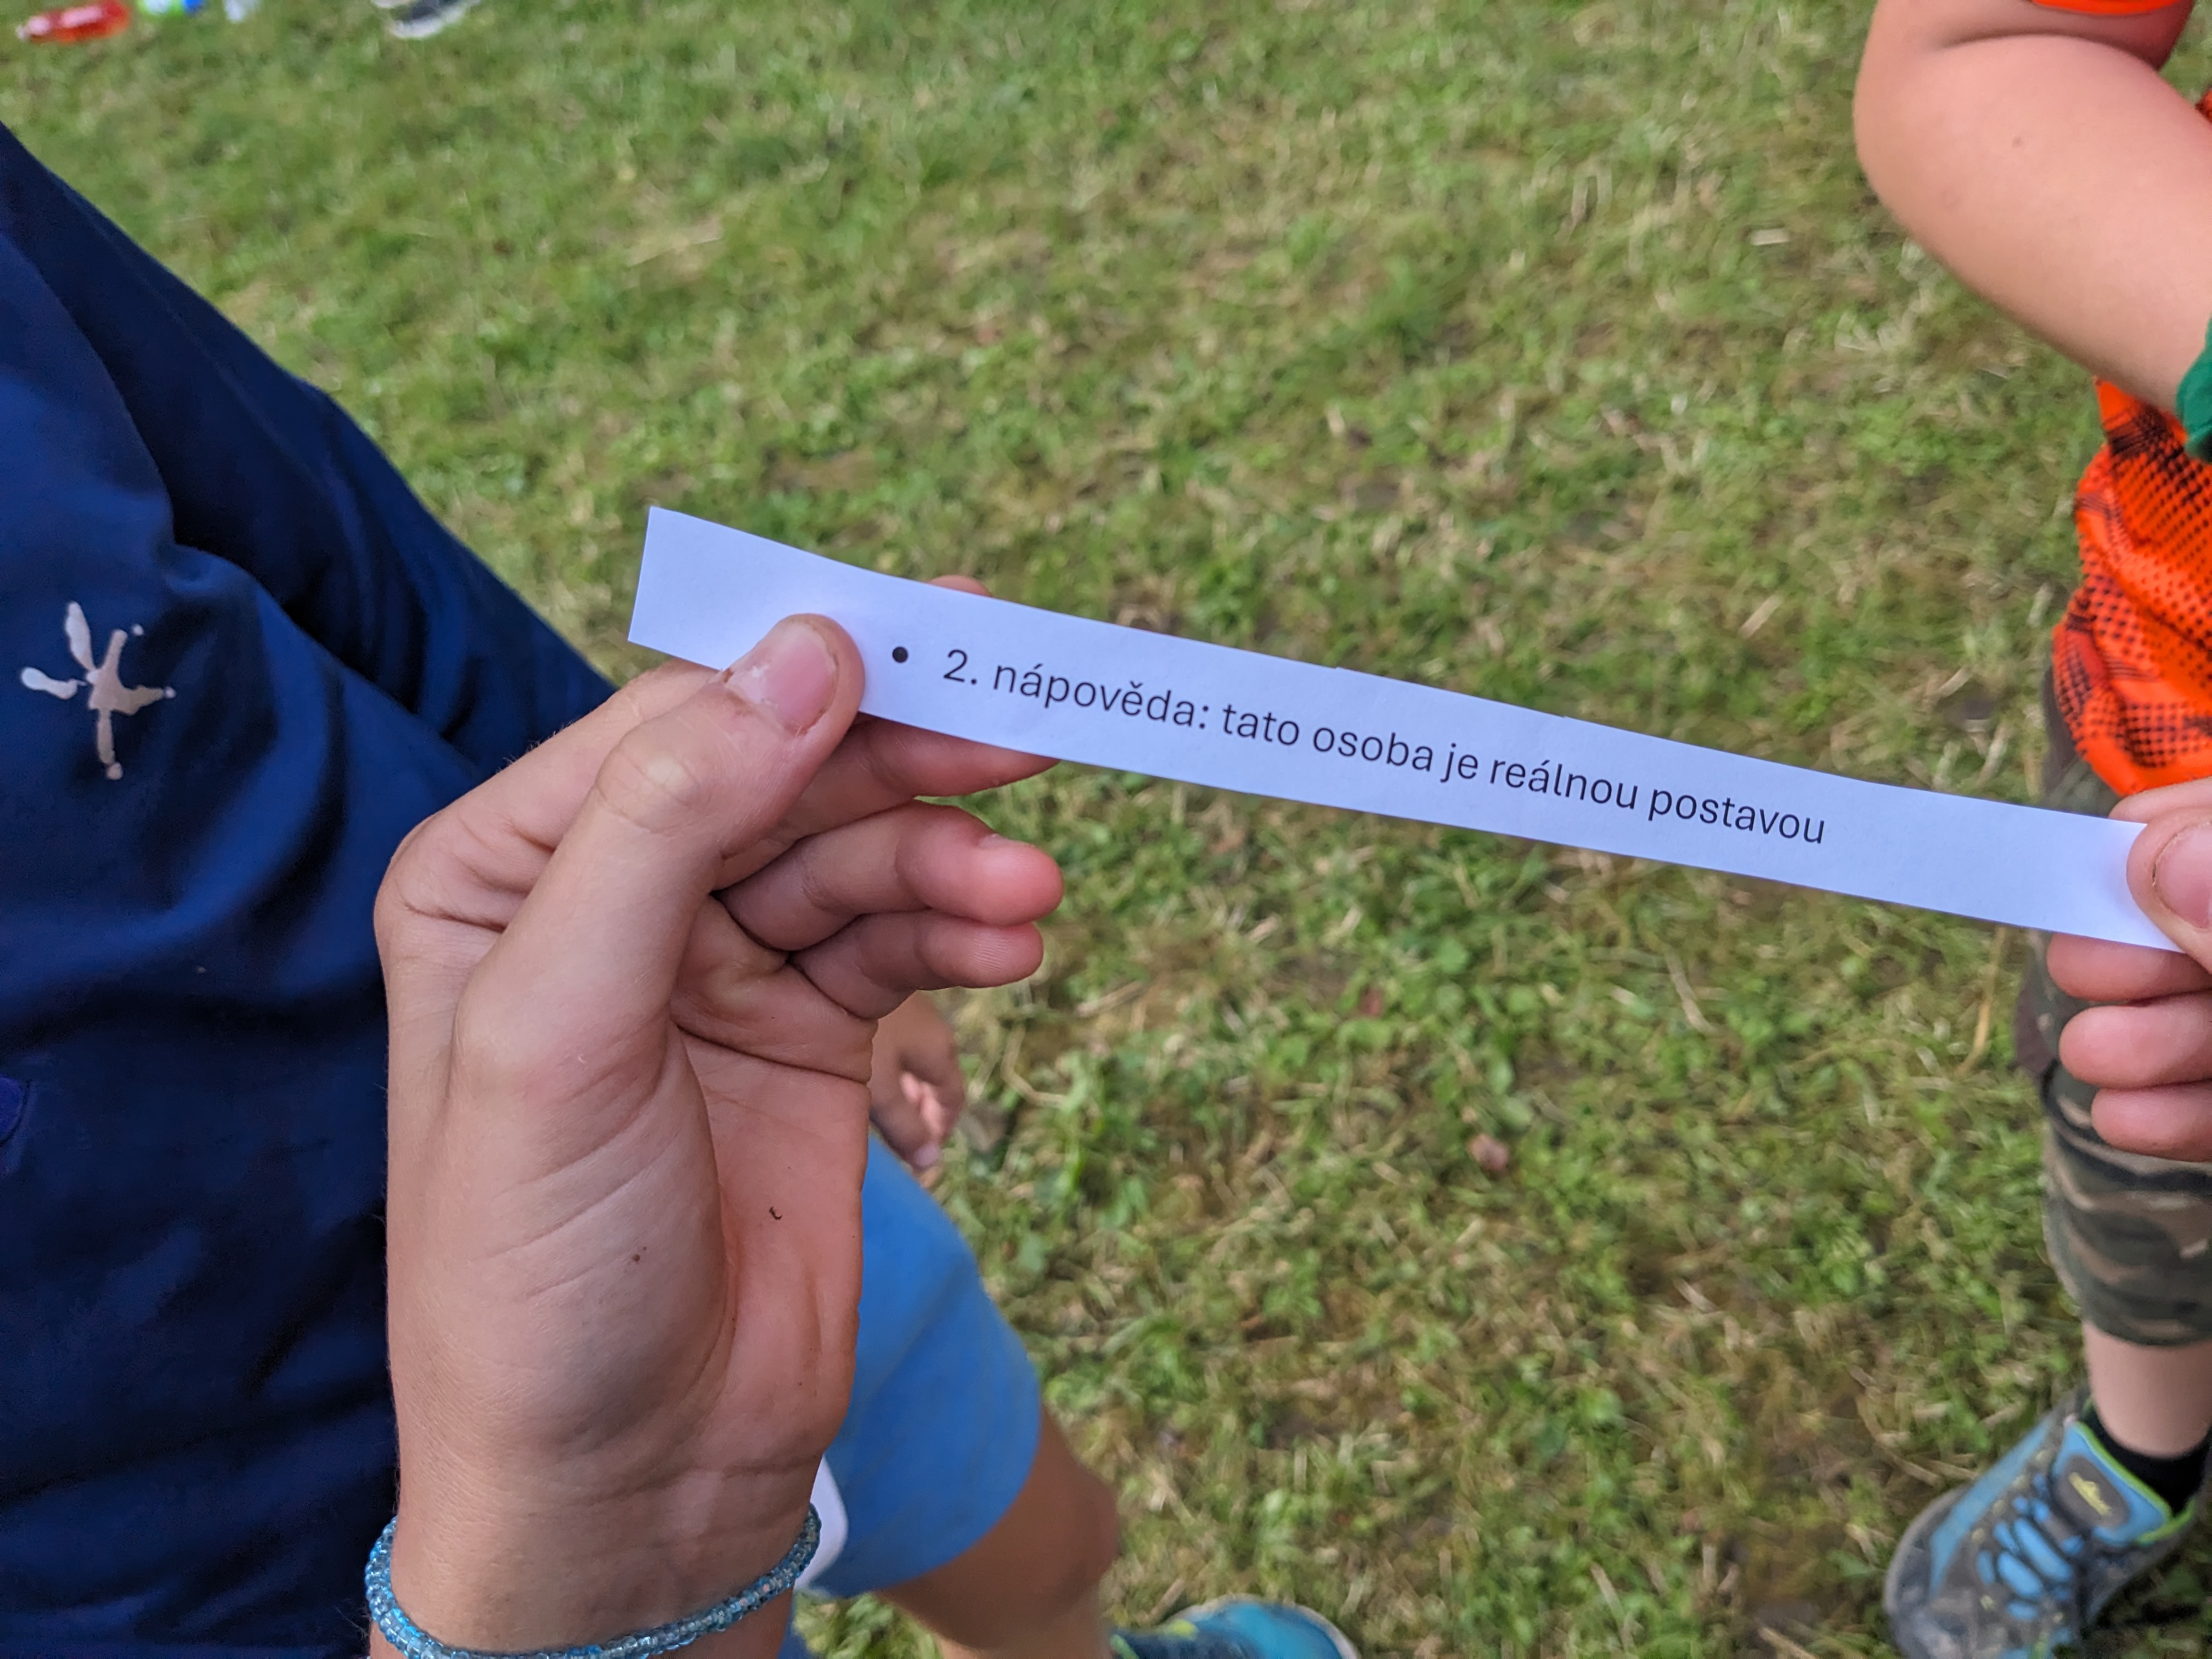 • 2. nápověda: tato osoba je reálnou postavou